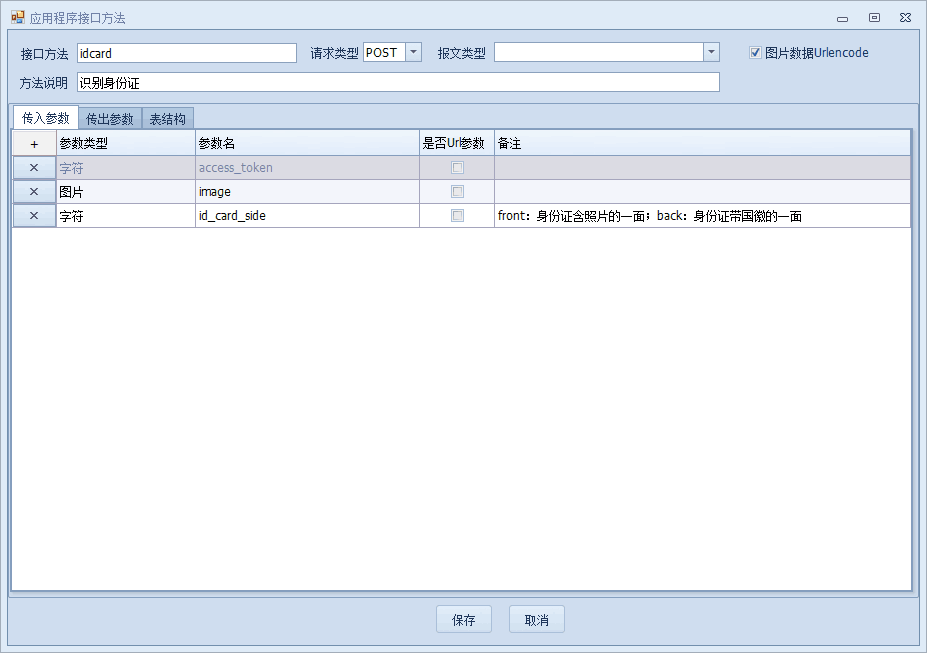 应用程序接口方法
接口方法 idcard 请求类型 POST 报文类型 图片数据Urlencode
方法说明 识别身份证
传入参数 传出参数 表结构
+ 参数类型 参数名 是否Url参数 备注
× 字符 access_token
× 图片 image
× 字符 id_card_side front：身份证含照片的一面；back：身份证带国徽的一面
保存 取消